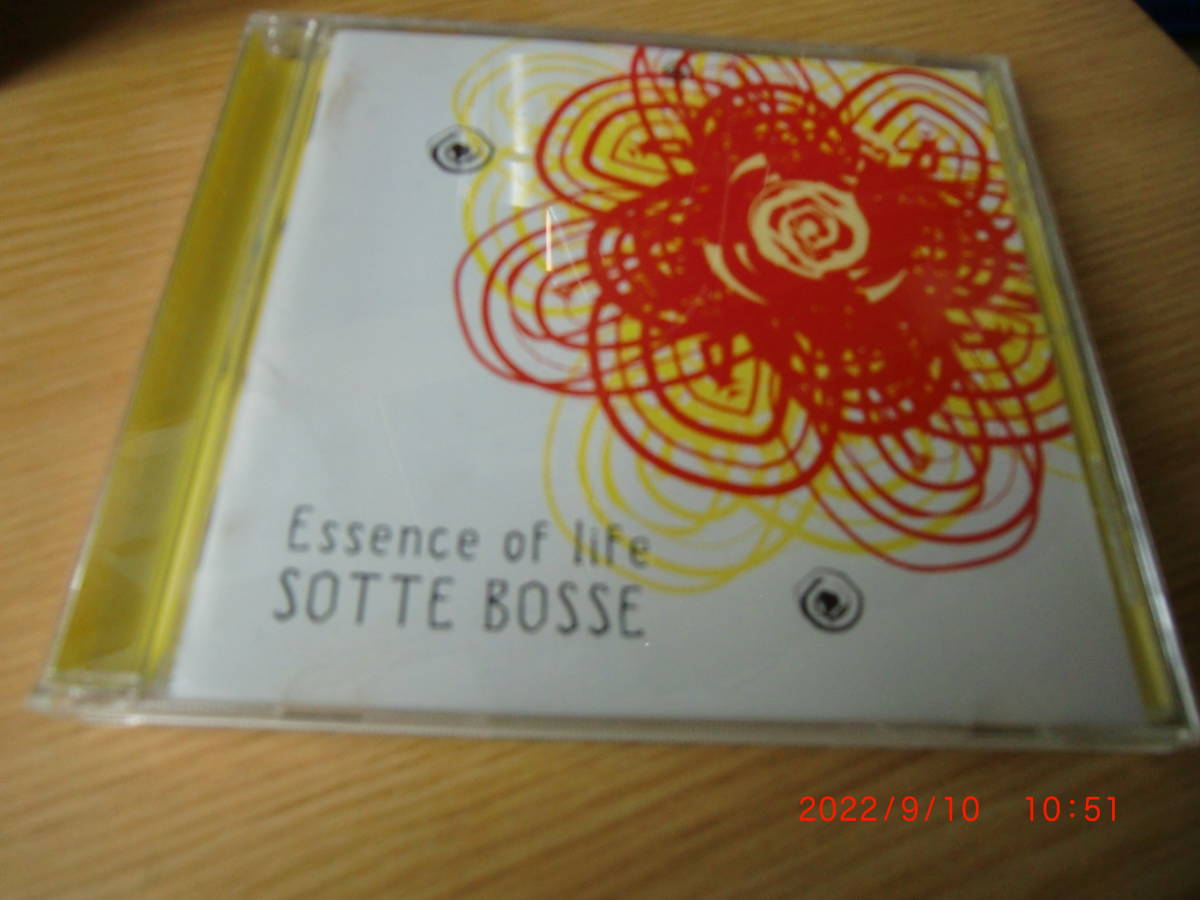 Essence of life
SOTTE BOSSE
2022/9/10 10:51